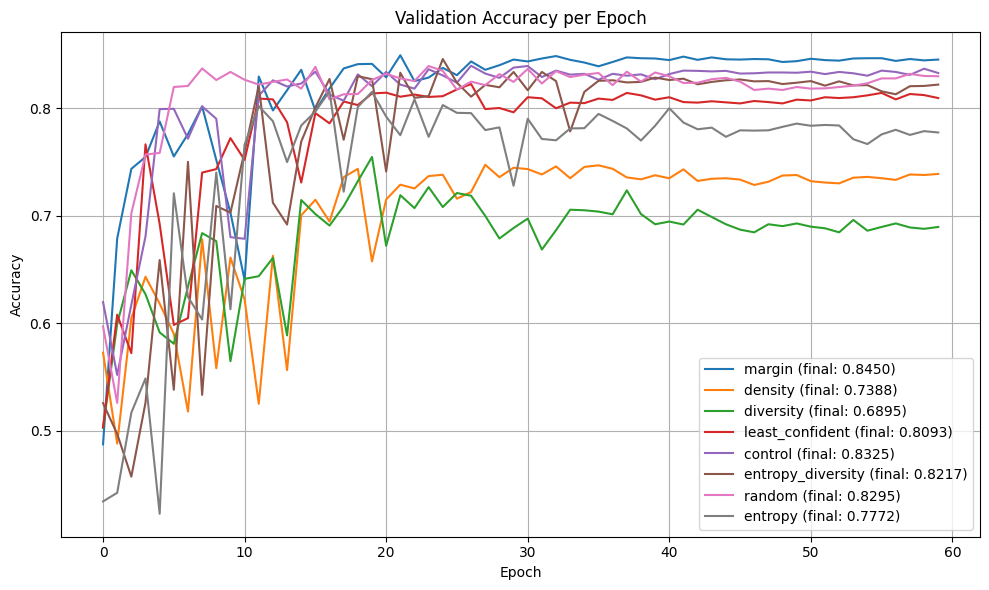 Validation Accuracy per Epoch
Accuracy
0.8
0.7
0.6
0.5
0
10
20
30
40
50
60
Epoch
margin (final: 0.8450)
density (final: 0.7388)
diversity (final: 0.6895)
least_confident (final: 0.8093)
control (final: 0.8325)
entropy_diversity (final: 0.8217)
random (final: 0.8295)
entropy (final: 0.7772)